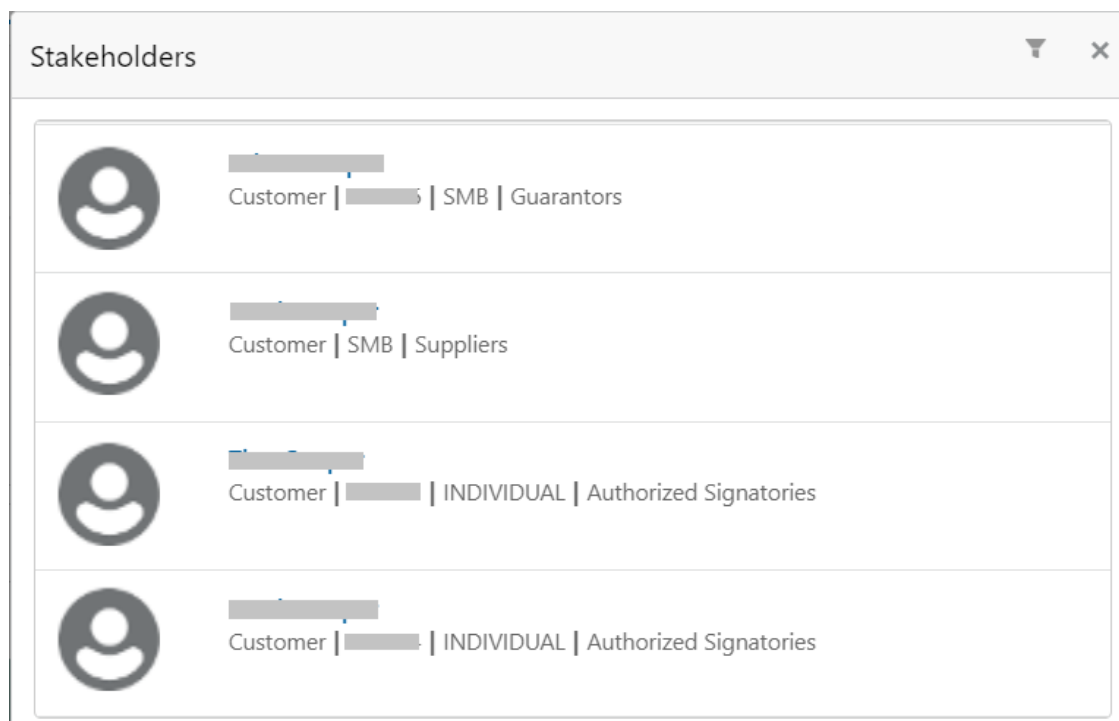 Stakeholders
Customer | | SMB | Guarantors
Customer | SMB | Suppliers
Customer | | INDIVIDUAL | Authorized Signatories
Customer | | INDIVIDUAL | Authorized Signatories